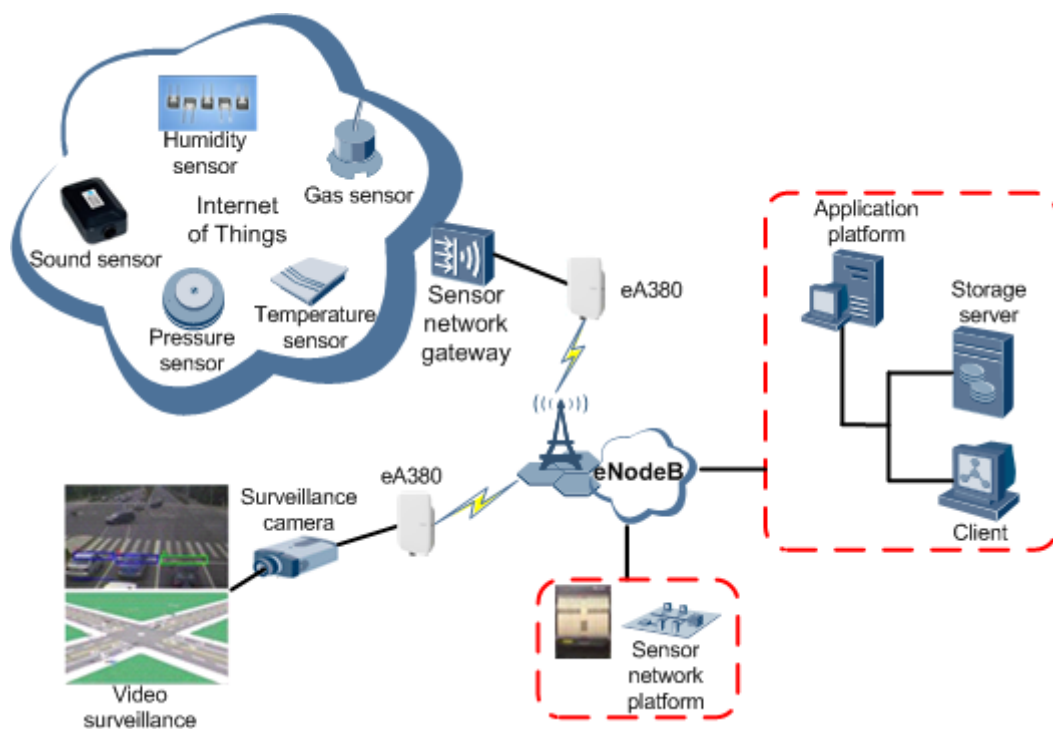 Humidity
sensor
Gas sensor
Internet
of Things
Sound sensor
Temperature
sensor
Pressure
sensor
Sensor
network
gateway
eA380
Application
platform
Storage
server
eNodeB
Client
eA380
Surveillance
camera
Video
surveillance
Sensor
network
platform